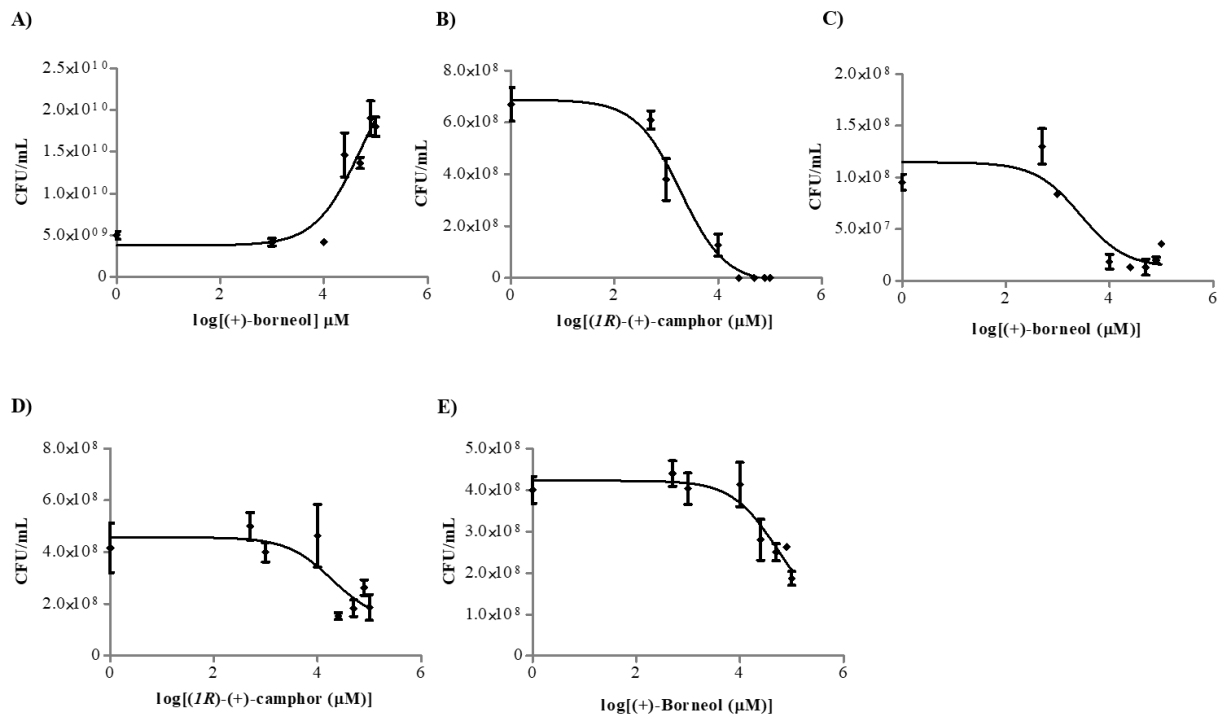 A)
CFU/mL
2.5x10¹⁰
2.0x10¹⁰
1.5x10¹⁰
1.0x10¹⁰
5.0x10⁰⁹
0
0 2 4 6
log[(+)-borneol] µM
B)
CFU/mL
8.0x10⁸
6.0x10⁸
4.0x10⁸
2.0x10⁸
0
0 2 4 6
log[(1R)-(+)-camphor (µM)]
C)
CFU/mL
2.0x10⁸
1.5x10⁸
1.0x10⁸
5.0x10⁷
0
0 2 4 6
log[(+)-borneol (µM)]
D)
CFU/mL
8.0x10⁸
6.0x10⁸
4.0x10⁸
2.0x10⁸
0
0 2 4 6
log[(1R)-(+)-camphor (µM)]
E)
CFU/mL
5.0x10⁸
4.0x10⁸
3.0x10⁸
2.0x10⁸
1.0x10⁸
0
0 2 4 6
log[(+)-Borneol (µM)]